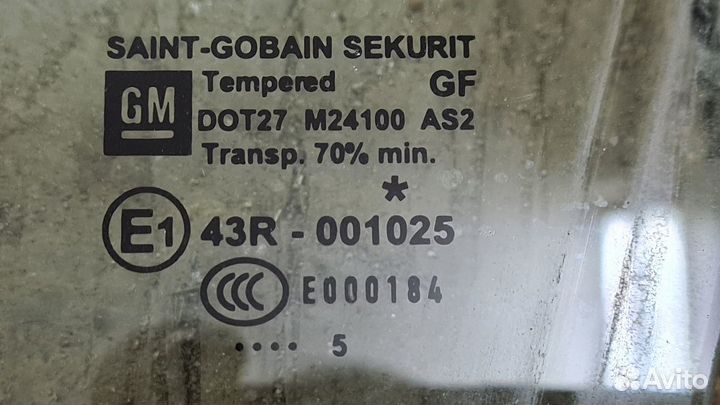 SAINT-GOBAIN SEKURIT
GM Tempered GF
DOT27 M24100 AS2
Transp. 70% min.
*
E1 43R - 001025
CCC E000184
•••• 5
Avito